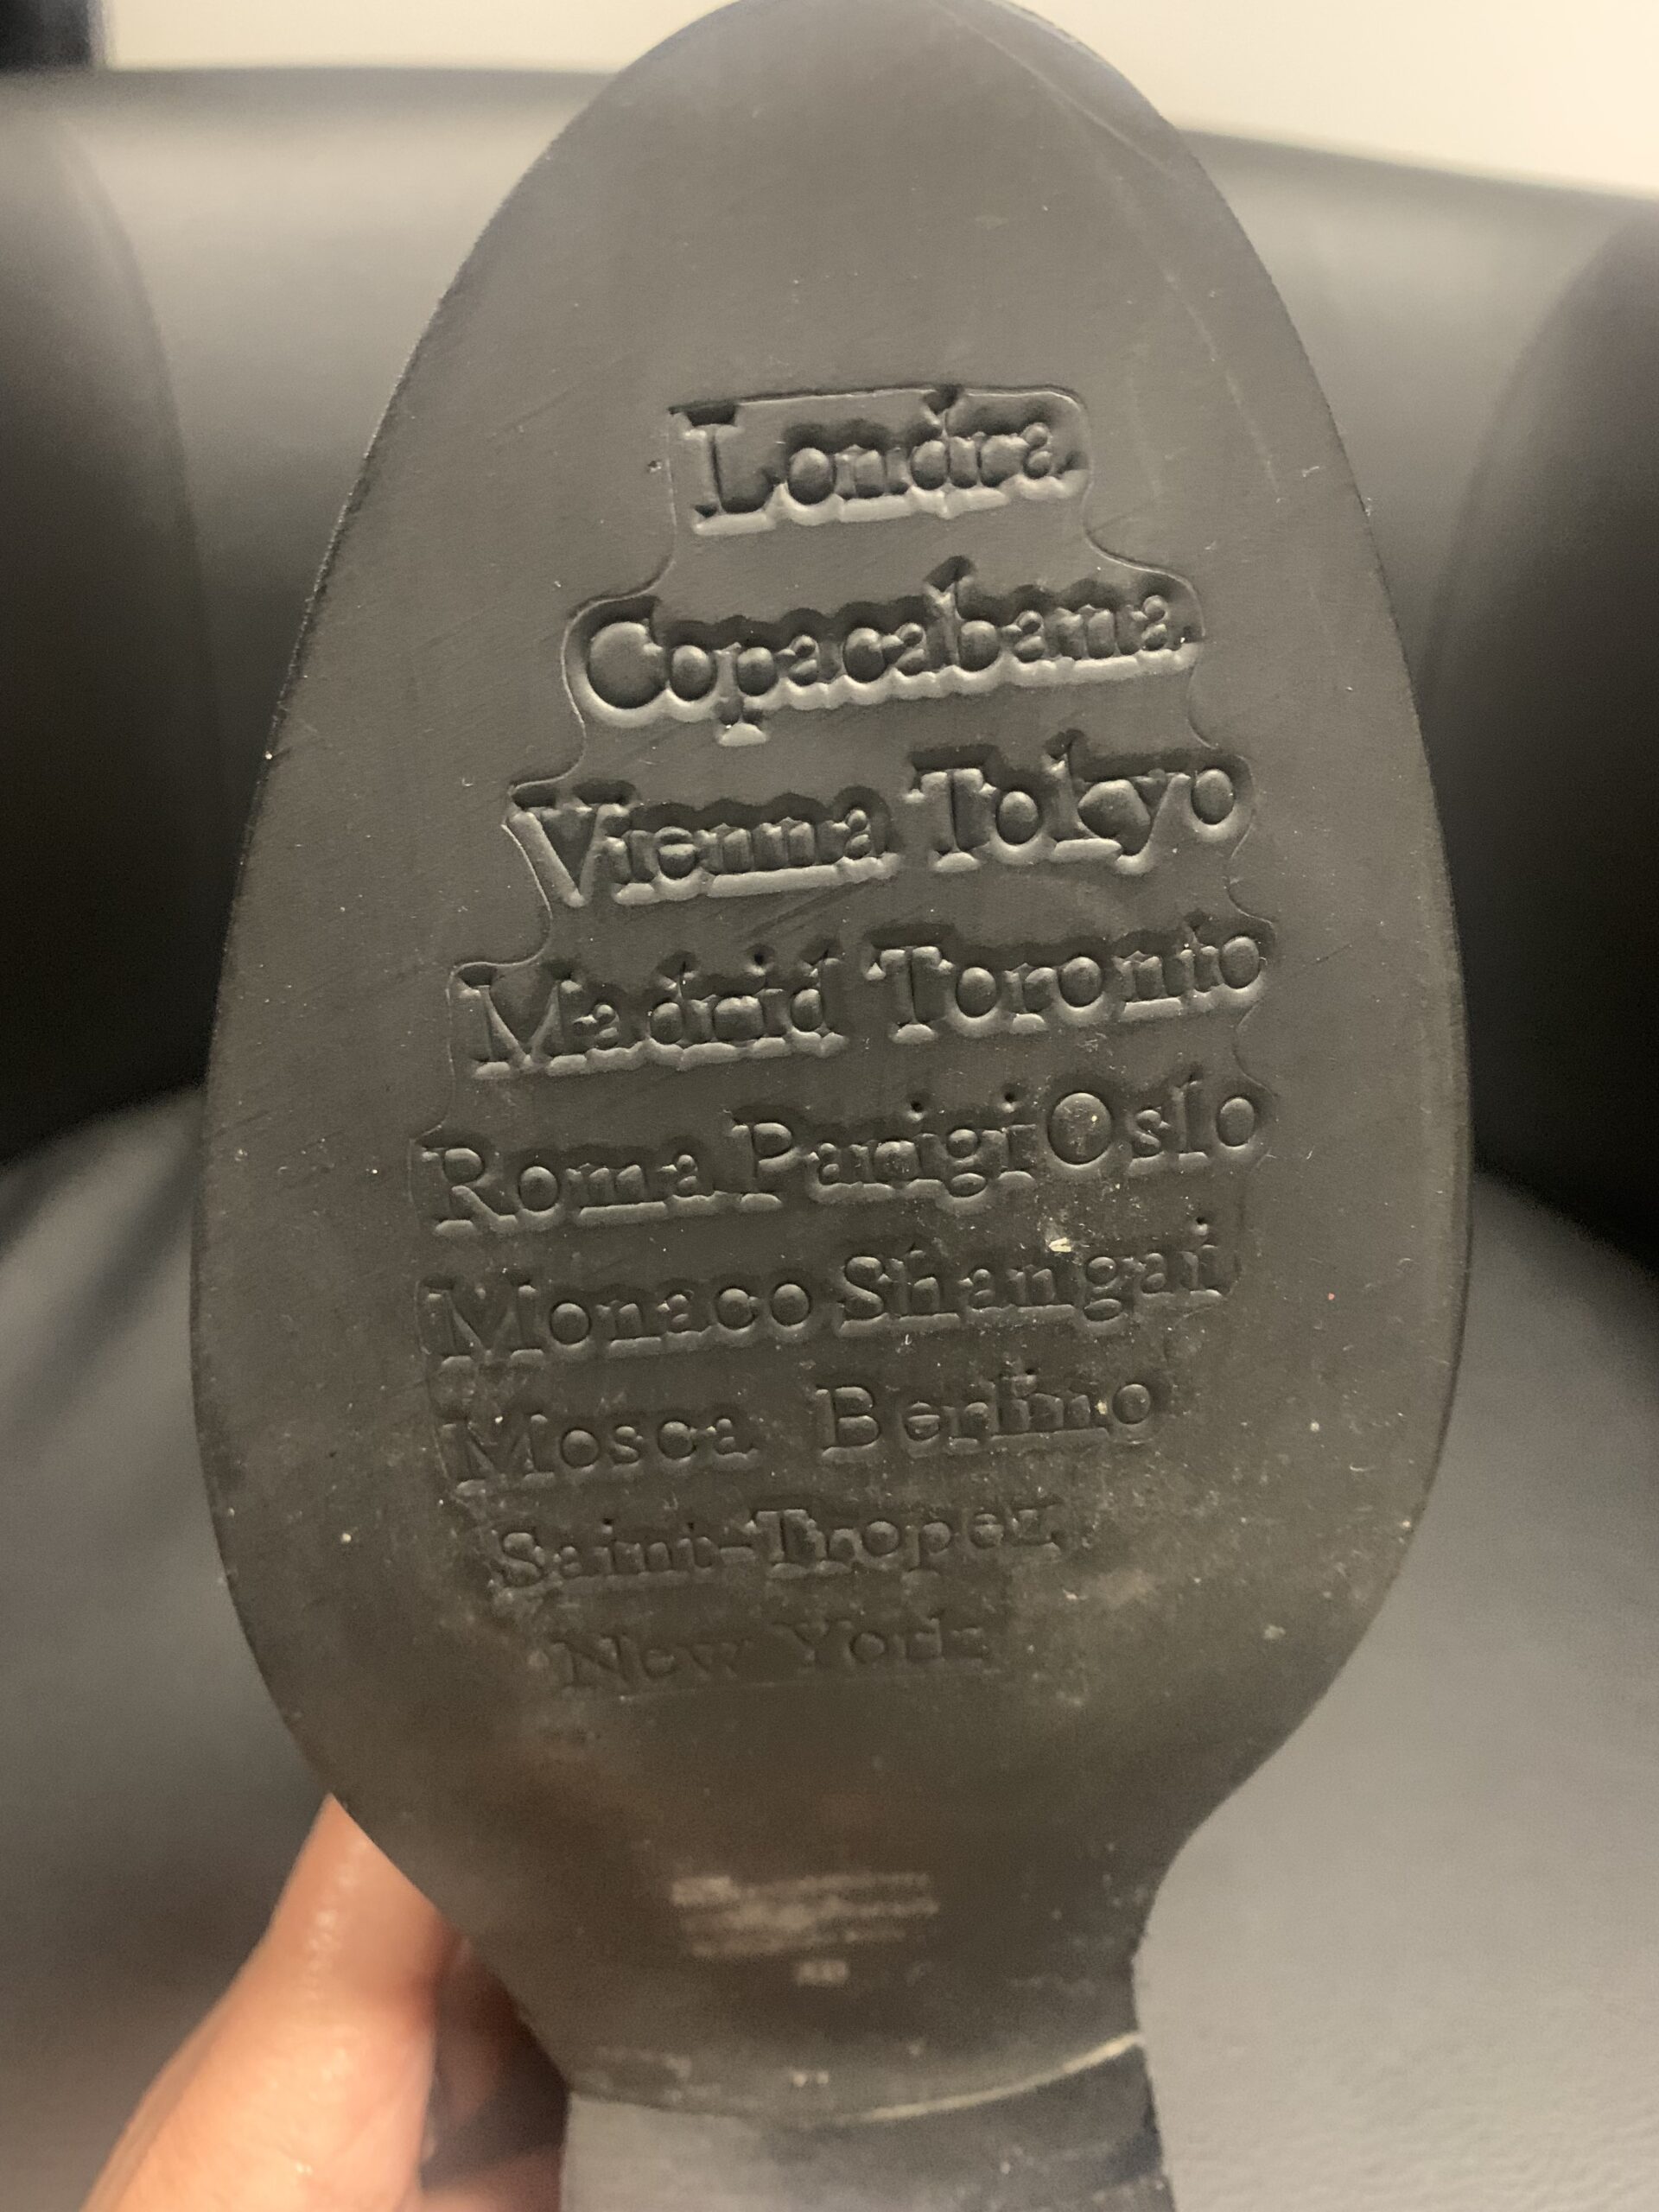 Londra
Copacabana
Vienna Tokyo
Madrid Toronto
Roma Parigi Oslo
Monaco Shangai
Mosca Berlino
Saint-Tropez
New York